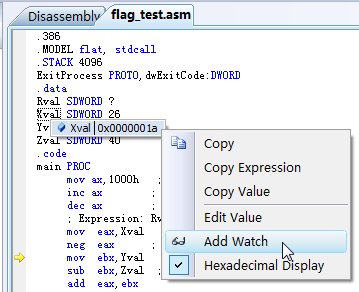 Disassembly flag_test.asm
.386
.MODEL flat, stdcall
.STACK 4096
ExitProcess PROTO,dwExitCode:DWORD
.data
Rval SDWORD ?
Xval SDWORD 26
Xval 0x0000001a
Zval SDWORD 40
.code
main PROC
mov ax,1000h ;
inc ax ;
dec ax ;
; Expression: Rv
mov eax,Xval
neg eax ;
mov ebx,Yval
sub ebx,Zval ;
add eax,ebx
Copy
Copy Expression
Copy Value
Edit Value
Add Watch
Hexadecimal Display